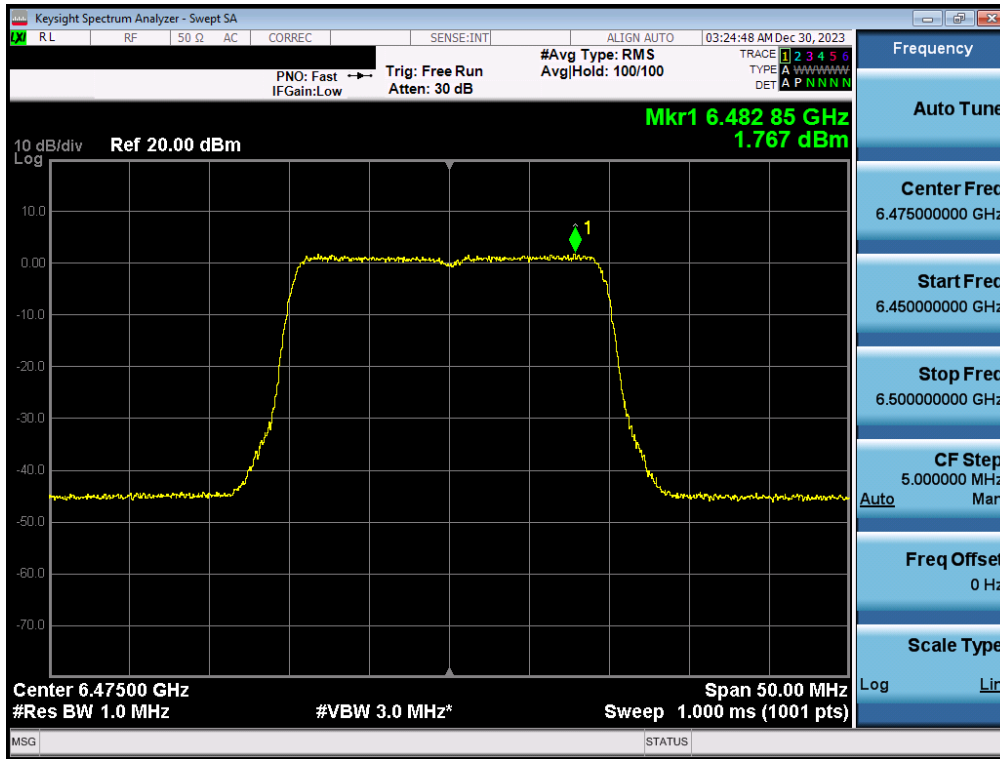 Keysight Spectrum Analyzer - Swept SA
LXI RL RF 50 Ω AC CORREC SENSE:INT ALIGN AUTO 03:24:48 AM Dec 30, 2023
PNO: Fast
IFGain:Low
Trig: Free Run
Atten: 30 dB
#Avg Type: RMS
Avg|Hold: 100/100
TRACE 1 2 3 4 5 6
TYPE A WWWWW
DET A P N N N N
Mkr1 6.482 85 GHz
1.767 dBm
10 dB/div Ref 20.00 dBm
Log
10.0
0.00
-10.0
-20.0
-30.0
-40.0
-50.0
-60.0
-70.0
1
Center 6.47500 GHz
Span 50.00 MHz
#Res BW 1.0 MHz #VBW 3.0 MHz* Sweep 1.000 ms (1001 pts)
MSG STATUS
Frequency
Auto Tune
Center Freq
6.475000000 GHz
Start Freq
6.450000000 GHz
Stop Freq
6.500000000 GHz
CF Step
5.000000 MHz
Auto Man
Freq Offset
0 Hz
Scale Type
Log Lin